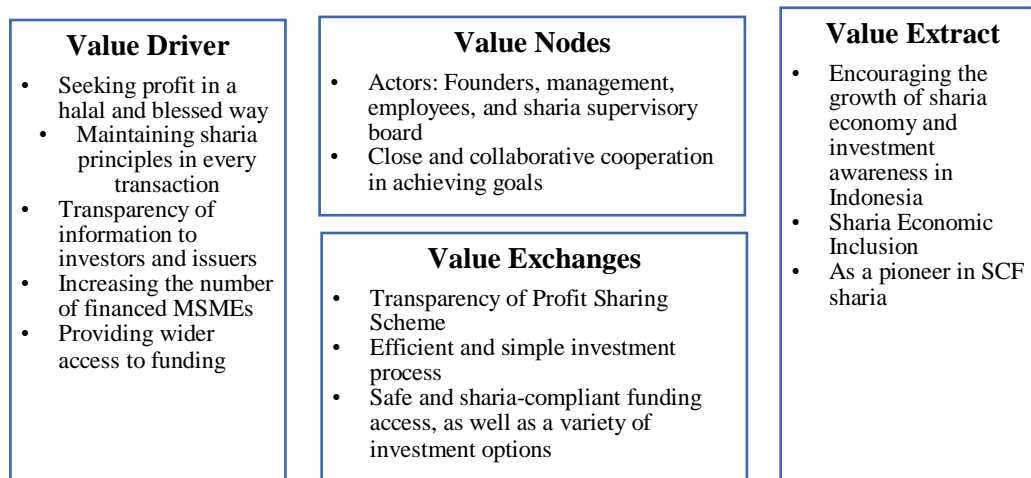 Value Driver
• Seeking profit in a
halal and blessed way
• Maintaining sharia
principles in every
transaction
• Transparency of
information to
investors and issuers
• Increasing the number
of financed MSMEs
• Providing wider
access to funding
Value Nodes
• Actors: Founders, management,
employees, and sharia supervisory
board
• Close and collaborative cooperation
in achieving goals
Value Exchanges
• Transparency of Profit Sharing
Scheme
• Efficient and simple investment
process
• Safe and sharia-compliant funding
access, as well as a variety of
investment options
Value Extract
• Encouraging the
growth of sharia
economy and
investment
awareness in
Indonesia
• Sharia Economic
Inclusion
• As a pioneer in SCF
sharia